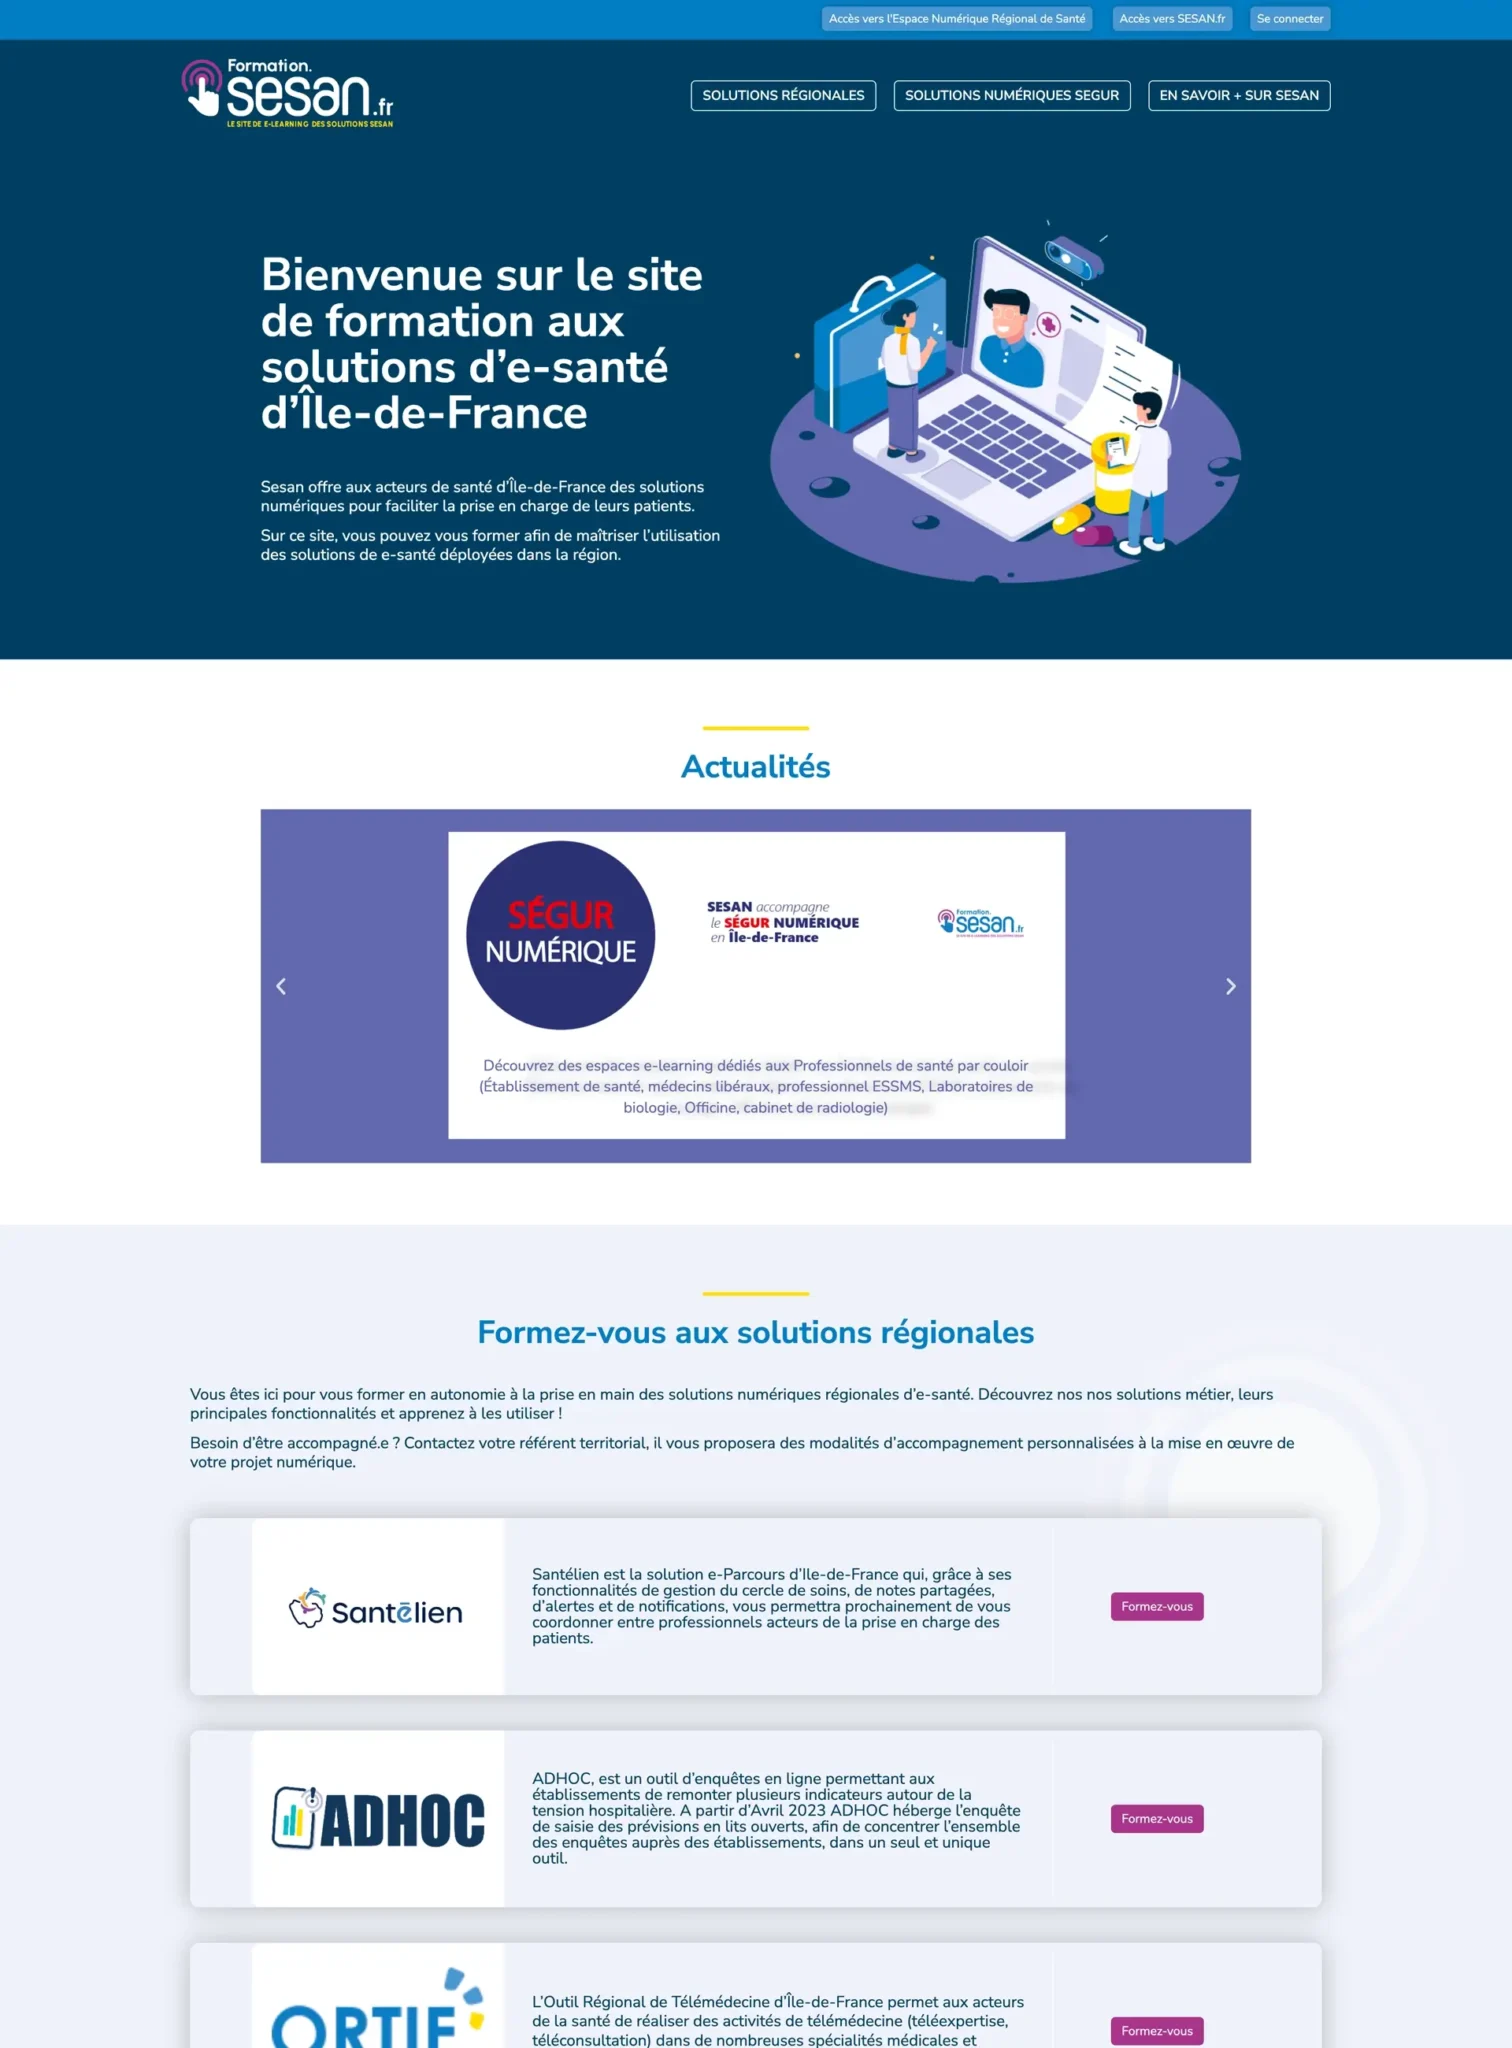 Accès vers l'Espace Numérique Régional de Santé
Accès vers SESAN.fr
Se connecter
Formation.
sesan.fr
LE SITE DE E-LEARNING DES SOLUTIONS SESAN
SOLUTIONS RÉGIONALES
SOLUTIONS NUMÉRIQUES SEGUR
EN SAVOIR + SUR SESAN
Bienvenue sur le site
de formation aux
solutions d’e-santé
d’Île-de-France
Sesan offre aux acteurs de santé d’Île-de-France des solutions
numériques pour faciliter la prise en charge de leurs patients.
Sur ce site, vous pouvez vous former afin de maîtriser l’utilisation
des solutions de e-santé déployées dans la région.
Actualités
SÉGUR
NUMÉRIQUE
SESAN accompagne
le SÉGUR NUMÉRIQUE
en Île-de-France
Formation.
sesan.fr
Découvrez des espaces e-learning dédiés aux Professionnels de santé par couloir
(Établissement de santé, médecins libéraux, professionnel ESSMS, Laboratoires de
biologie, Officine, cabinet de radiologie)
Formez-vous aux solutions régionales
Vous êtes ici pour vous former en autonomie à la prise en main des solutions numériques régionales d’e-santé. Découvrez nos nos solutions métier, leurs
principales fonctionnalités et apprenez à les utiliser !
Besoin d’être accompagné.e ? Contactez votre référent territorial, il vous proposera des modalités d’accompagnement personnalisées à la mise en œuvre de
votre projet numérique.
Santélien
Santélien est la solution e-Parcours d’Ile-de-France qui, grâce à ses
fonctionnalités de gestion du cercle de soins, de notes partagées,
d’alertes et de notifications, vous permettra prochainement de vous
coordonner entre professionnels acteurs de la prise en charge des
patients.
Formez-vous
ADHOC
ADHOC, est un outil d’enquêtes en ligne permettant aux
établissements de remonter plusieurs indicateurs autour de la
tension hospitalière. A partir d’Avril 2023 ADHOC héberge l’enquête
de saisie des prévisions en lits ouverts, afin de concentrer l’ensemble
des enquêtes auprès des établissements, dans un seul et unique
outil.
Formez-vous
ORTIF
L’Outil Régional de Télémédecine d’Île-de-France permet aux acteurs
de la santé de réaliser des activités de télémédecine (téléexpertise,
téléconsultation) dans de nombreuses spécialités médicales et
Formez-vous